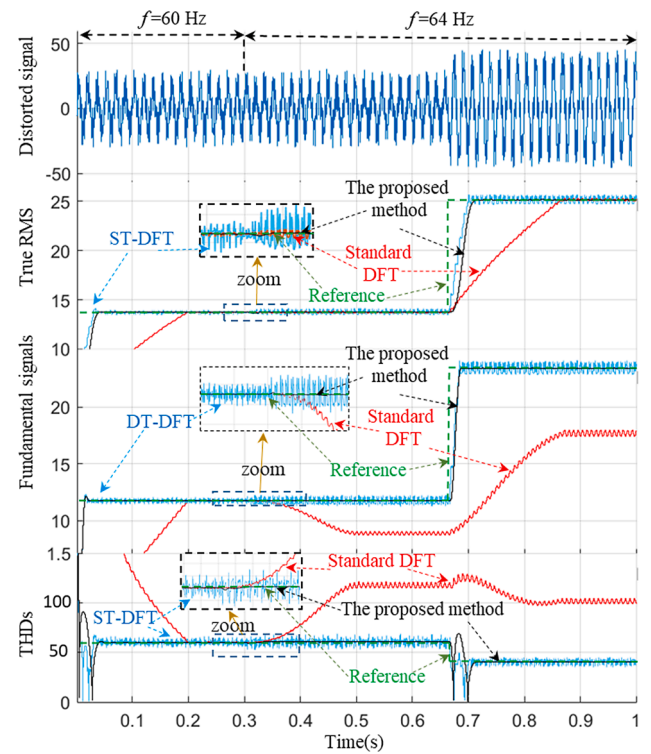 f=60 Hz
f=64 Hz
Distorted signal
50
0
-50
True RMS
25
20
15
10
ST-DFT
The proposed
method
Standard
DFT
zoom
Reference
Fundamental signals
20
15
10
The proposed
method
DT-DFT
Standard
DFT
zoom
Reference
THDs
1.5
100
50
0
Standard DFT
ST-DFT
The proposed method
zoom
Reference
0.1
0.2
0.3
0.4
0.5
0.6
0.7
0.8
0.9
1
Time(s)